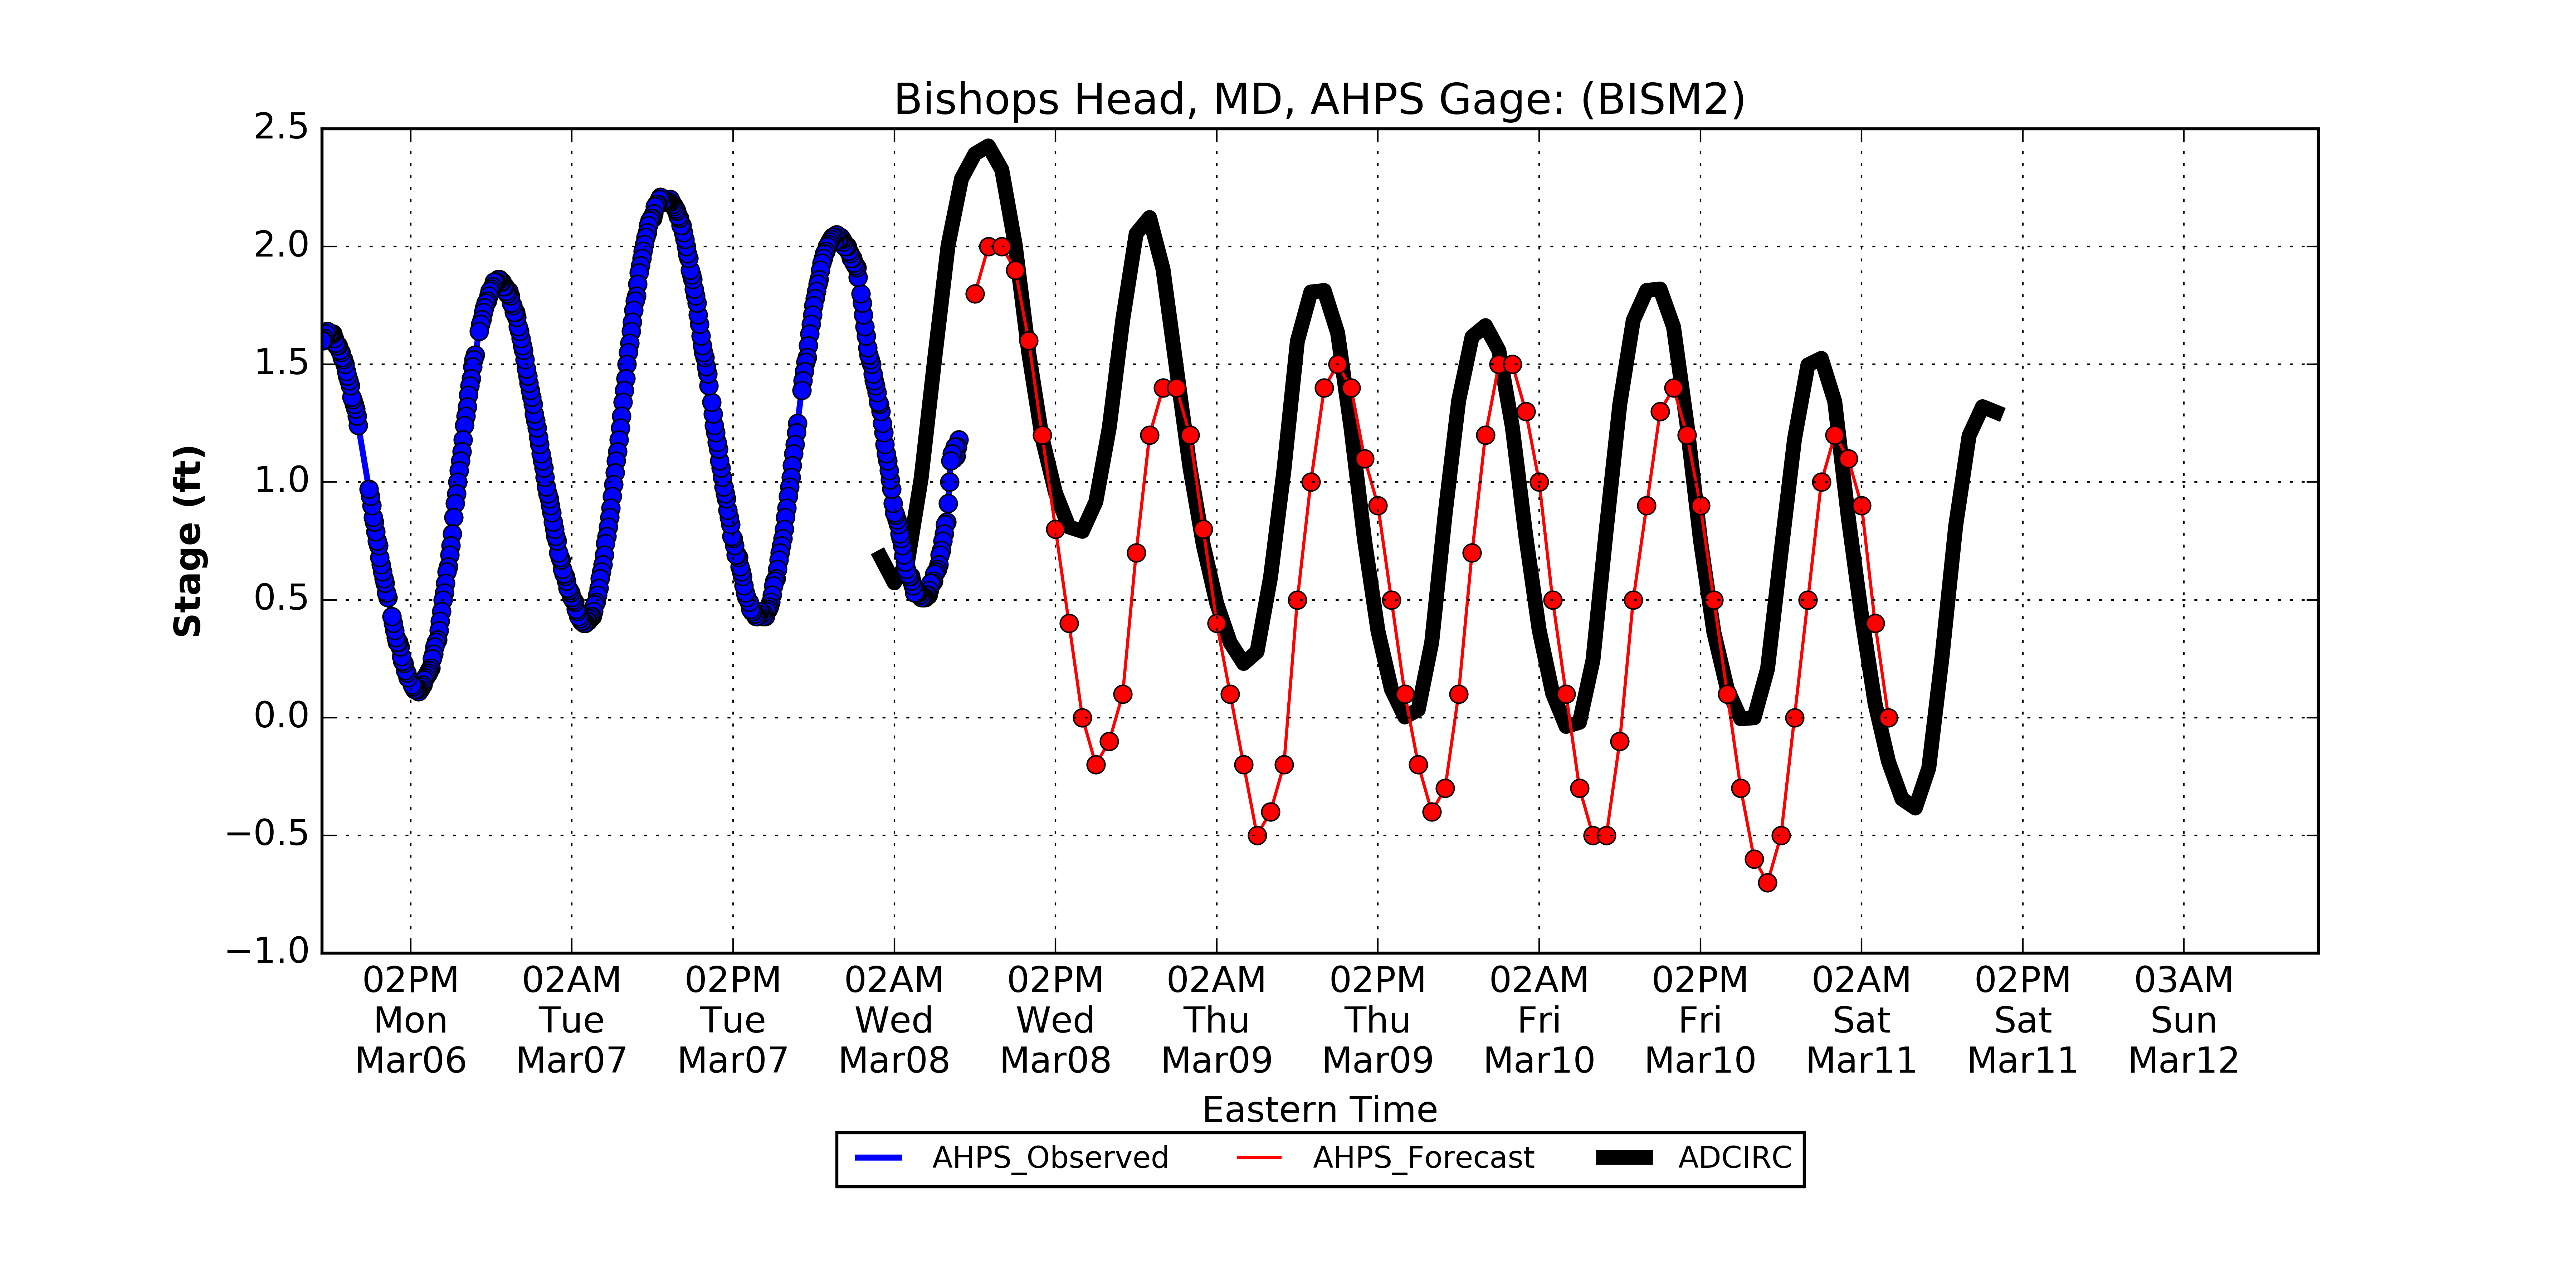 Bishops Head, MD, AHPS Gage: (BISM2)
Stage (ft)
2.5
2.0
1.5
1.0
0.5
0.0
−0.5
−1.0
02PM 02AM 02PM 02AM 02PM 02AM 02PM 02AM 02PM 02AM 02PM 03AM
Mon Tue Tue Wed Wed Thu Thu Fri Fri Sat Sat Sun
Mar06 Mar07 Mar07 Mar08 Mar08 Mar09 Mar09 Mar10 Mar10 Mar11 Mar11 Mar12
Eastern Time
AHPS_Observed AHPS_Forecast ADCIRC